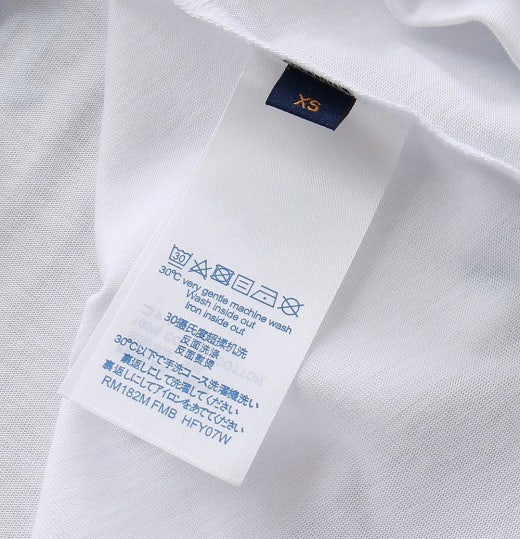 XS
30
30°C very gentle machine wash
Wash inside out
Iron inside out
30摄氏度超柔机洗
反面洗涤
反面熨烫
30℃以下で手洗コース洗濯機洗い
裏返しにして洗濯してください
裏返しにしてアイロンをあててください
RM182M FMB HFY07W